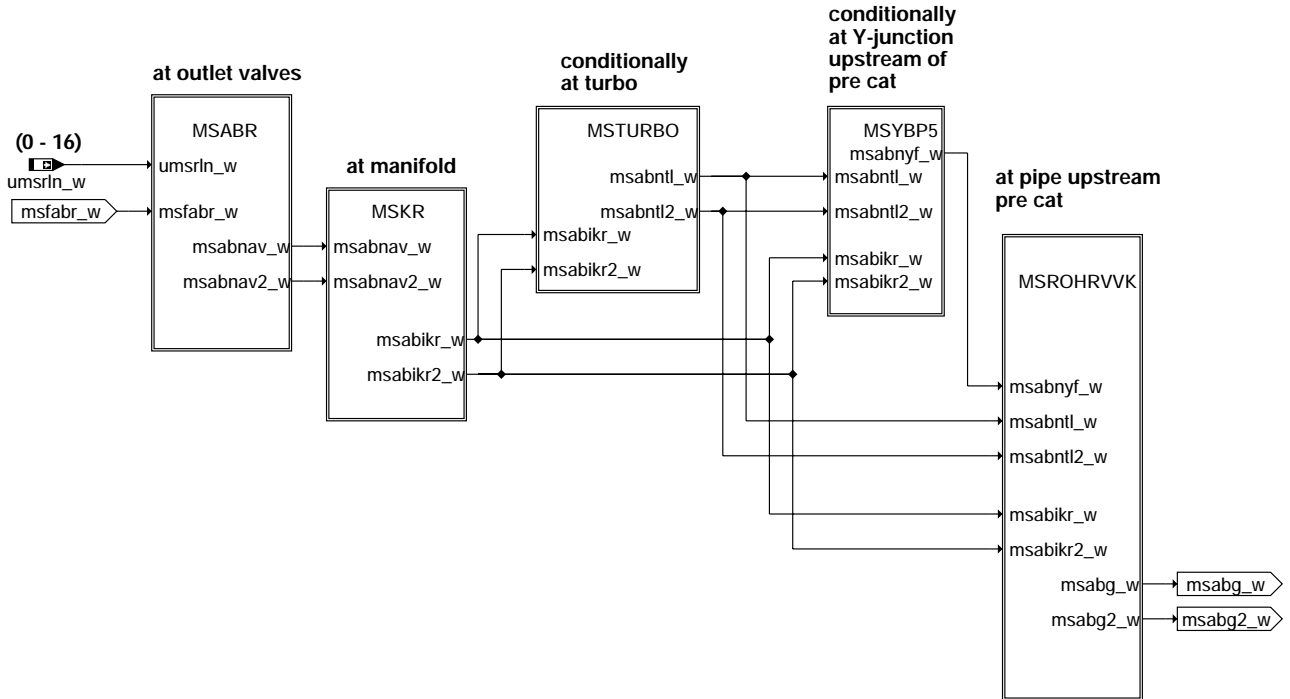 at outlet valves
(0 - 16)
umsrln_w
msfabr_w
MSABR
umsrln_w
msfabr_w
msabnav_w
msabnav2_w
at manifold
MSKR
msabnav_w
msabnav2_w
msabikr_w
msabikr2_w
conditionally
at turbo
MSTURBO
msabntl_w
msabntl2_w
msabikr_w
msabikr2_w
conditionally
at Y-junction
upstream of
pre cat
MSYBP5
msabnyf_w
msabntl_w
msabntl2_w
msabikr_w
msabikr2_w
at pipe upstream
pre cat
MSROHRVVK
msabnyf_w
msabntl_w
msabntl2_w
msabikr_w
msabikr2_w
msabg_w
msabg2_w
msabg_w
msabg2_w